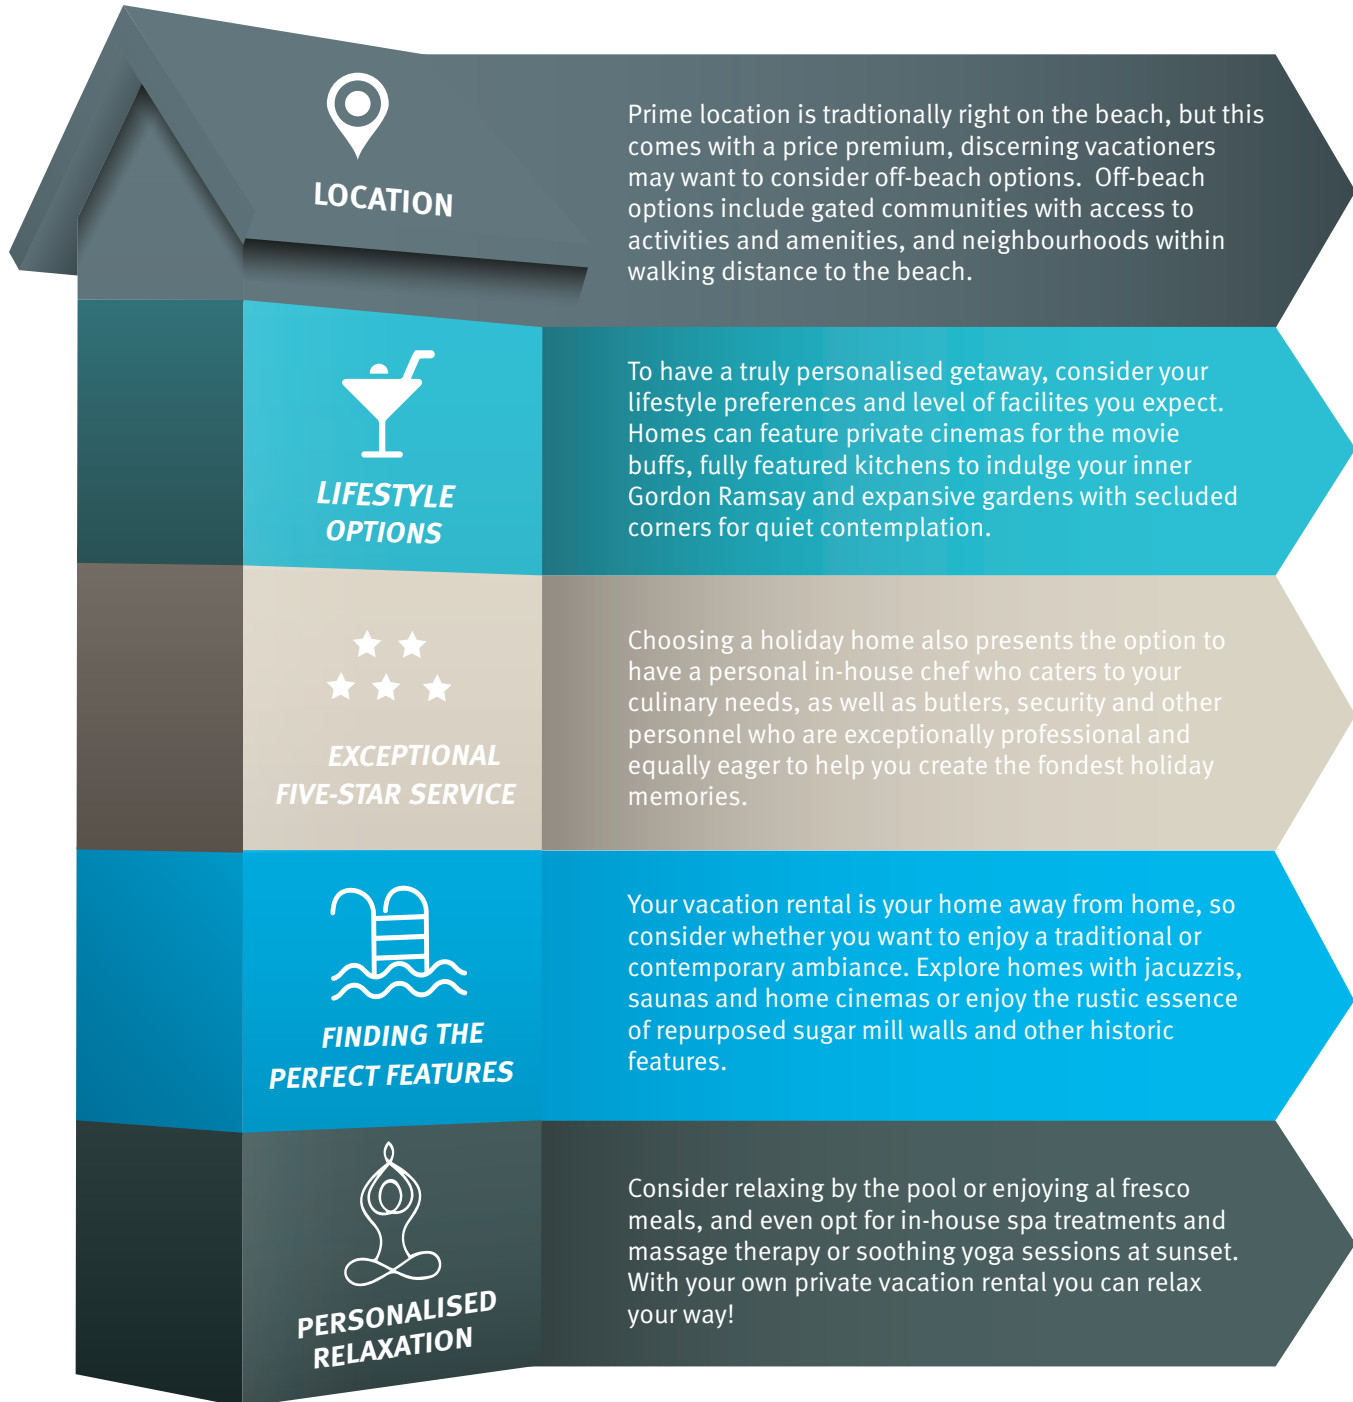 LOCATION
Prime location is tradtionally right on the beach, but this
comes with a price premium, discerning vacationers
may want to consider off-beach options.  Off-beach
options include gated communities with access to
activities and amenities, and neighbourhoods within
walking distance to the beach.
LIFESTYLE
OPTIONS
To have a truly personalised getaway, consider your
lifestyle preferences and level of facilites you expect.
Homes can feature private cinemas for the movie
buffs, fully featured kitchens to indulge your inner
Gordon Ramsay and expansive gardens with secluded
corners for quiet contemplation.
EXCEPTIONAL
FIVE-STAR SERVICE
Choosing a holiday home also presents the option to
have a personal in-house chef who caters to your
culinary needs, as well as butlers, security and other
personnel who are exceptionally professional and
equally eager to help you create the fondest holiday
memories.
FINDING THE
PERFECT FEATURES
Your vacation rental is your home away from home, so
consider whether you want to enjoy a traditional or
contemporary ambiance. Explore homes with jacuzzis,
saunas and home cinemas or enjoy the rustic essence
of repurposed sugar mill walls and other historic
features.
PERSONALISED
RELAXATION
Consider relaxing by the pool or enjoying al fresco
meals, and even opt for in-house spa treatments and
massage therapy or soothing yoga sessions at sunset.
With your own private vacation rental you can relax
your way!